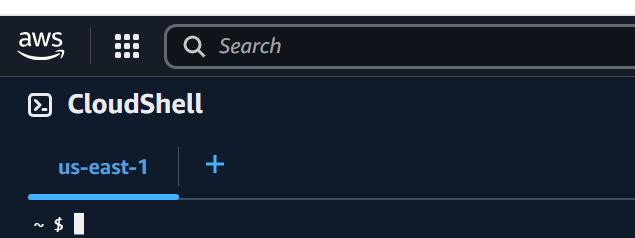 aws Search
CloudShell
us-east-1 +
~ $